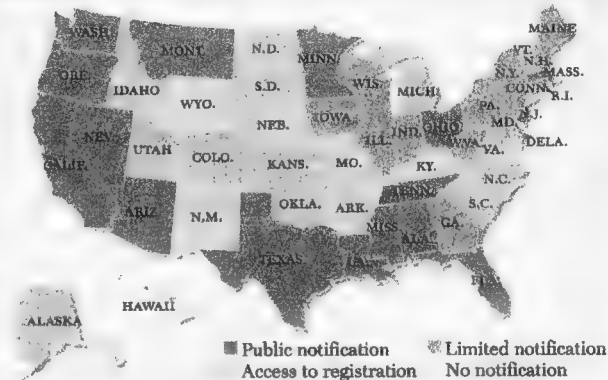 MAINE
WASH.
MONT.
N.D.
MINN.
VT.
N.H.
ORE.
IDAHO
S.D.
WIS.
MICH.
N.Y.
MASS.
CONN.
R.I.
WYO.
IOWA
PA.
N.J.
NEB.
NEV.
ILL.
IND.
OHIO
MD.
UTAH
COLO.
KANS.
MO.
W.VA.
VA.
DELA.
CALIF.
KY.
N.C.
ARIZ.
N.M.
OKLA.
ARK.
TENN.
S.C.
MISS.
ALA.
GA.
TEXAS
LA.
FLA.
HAWAII
ALASKA
Public notification
Limited notification
Access to registration
No notification